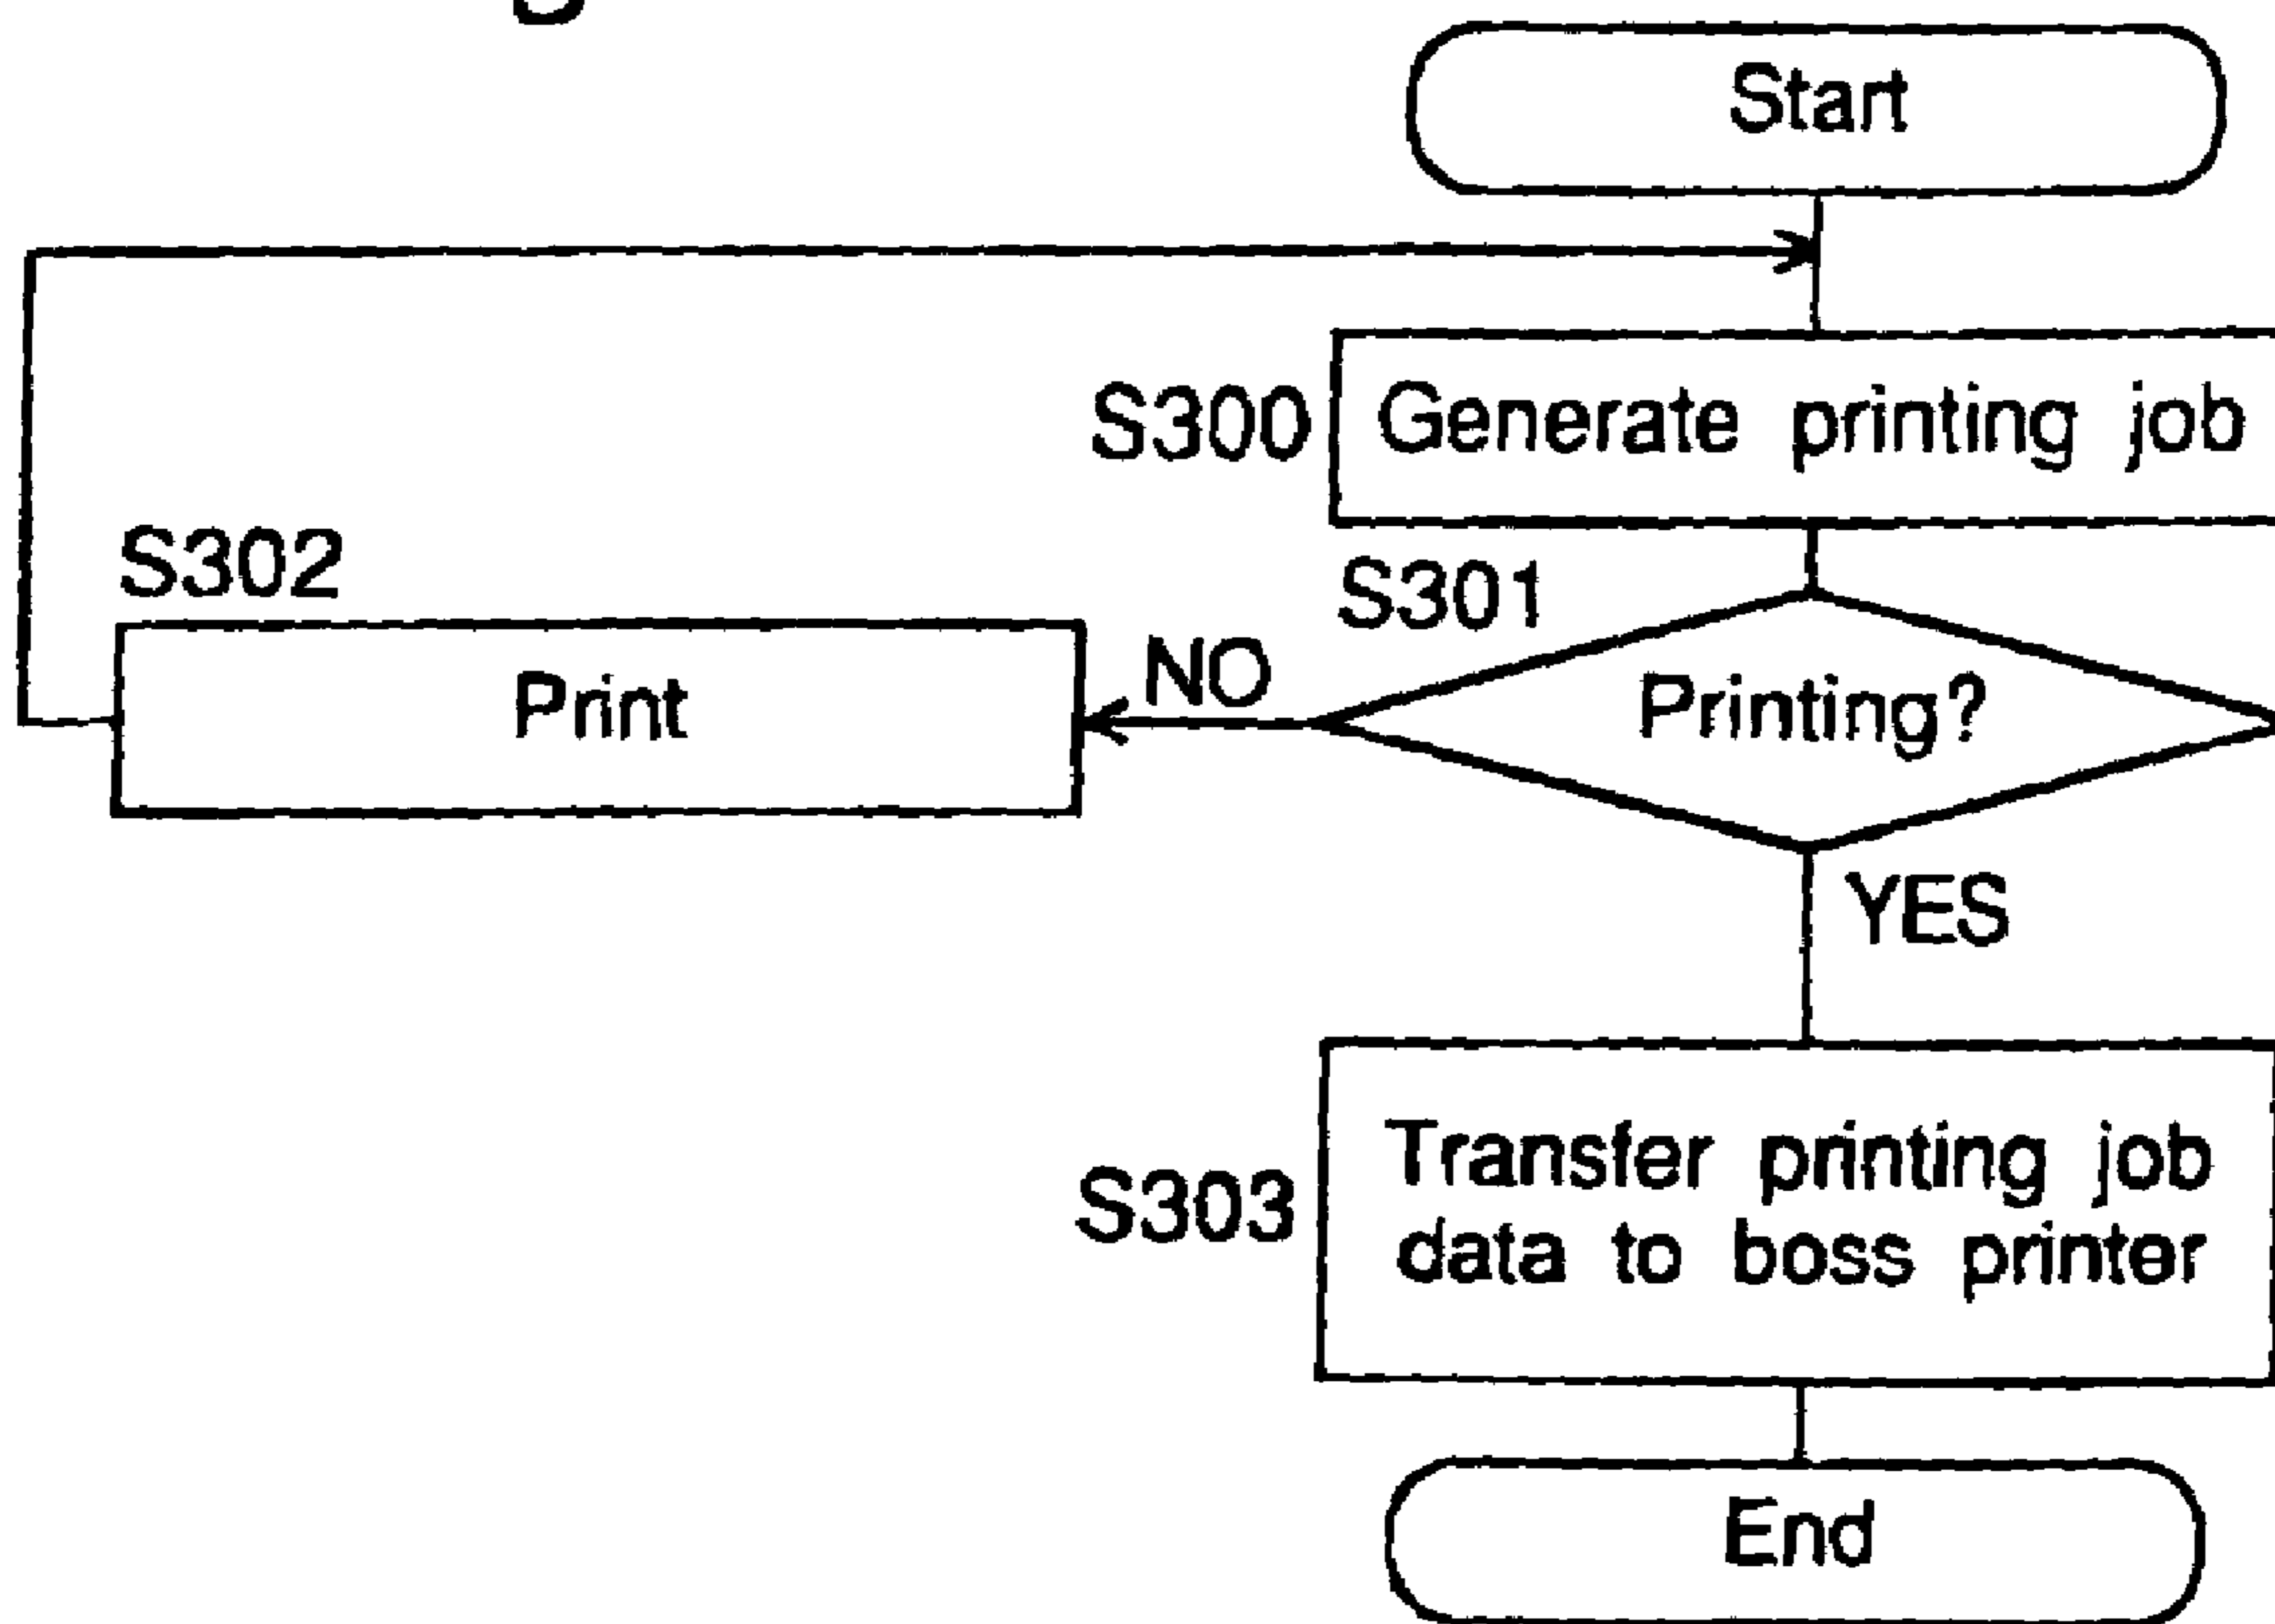 Start
S300
Generate printing job
S302
S301
Print
NO
Printing?
YES
S303
Transfer printing job
data to boss printer
End